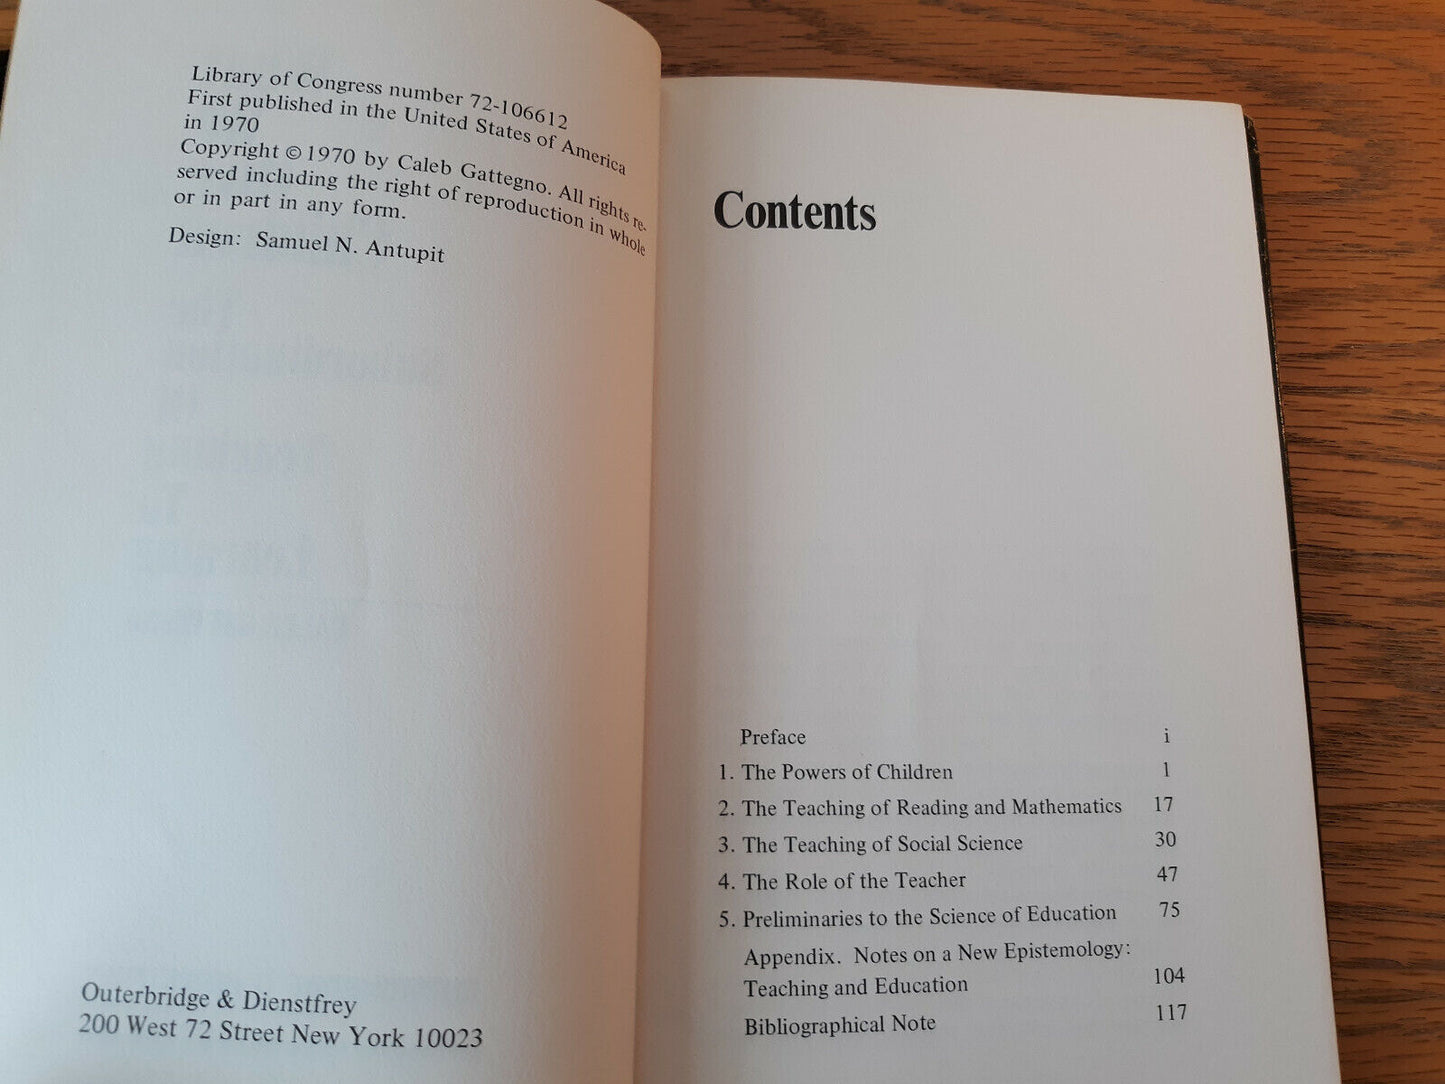 Library of Congress number 72-106612
First published in the United States of America
in 1970
Copyright © 1970 by Caleb Gattegno. All rights re-
served including the right of reproduction in whole
or in part in any form.
Design: Samuel N. Antupit
Outerbridge & Dienstfrey
200 West 72 Street New York 10023
Contents
Preface i
1. The Powers of Children 1
2. The Teaching of Reading and Mathematics 17
3. The Teaching of Social Science 30
4. The Role of the Teacher 47
5. Preliminaries to the Science of Education 75
Appendix. Notes on a New Epistemology:
Teaching and Education 104
Bibliographical Note 117